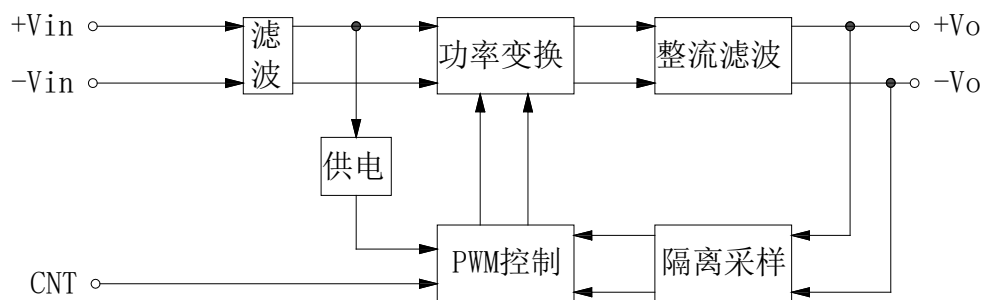 +Vin
滤波
功率变换
整流滤波
+Vo
-Vin
-Vo
供电
PWM控制
隔离采样
CNT